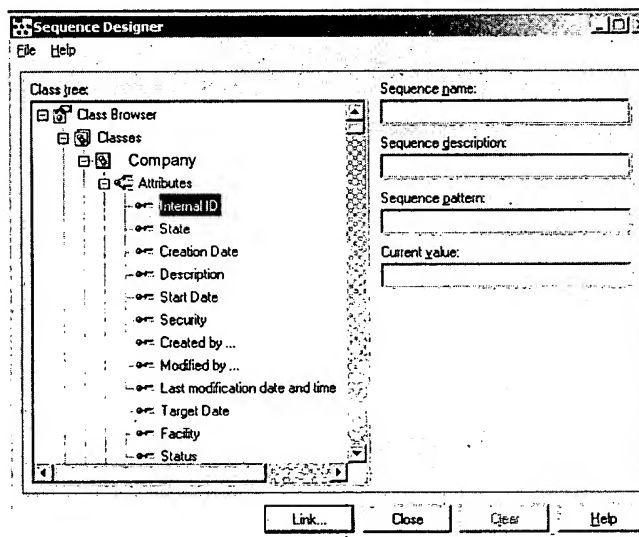 Sequence Designer
File Help
Class tree:
Class Browser
Classes
Company
Attributes
Internal ID
State
Creation Date
Description
Start Date
Security
Created by ...
Modified by ...
Last modification date and time
Target Date
Facility
Status
Sequence name:
Sequence description:
Sequence pattern:
Current value:
Link... Close Clear Help